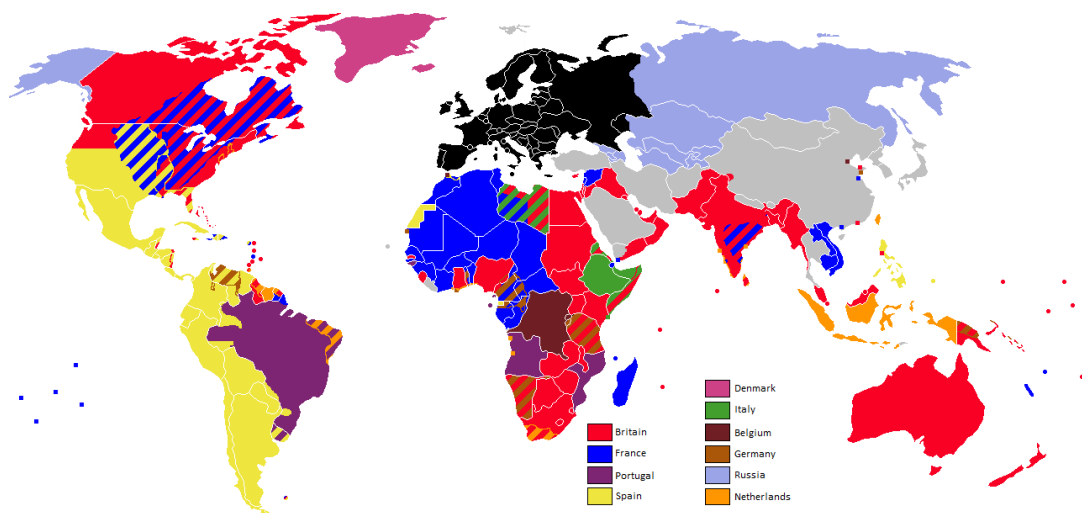 Denmark
Italy
Britain
Belgium
France
Germany
Portugal
Russia
Spain
Netherlands